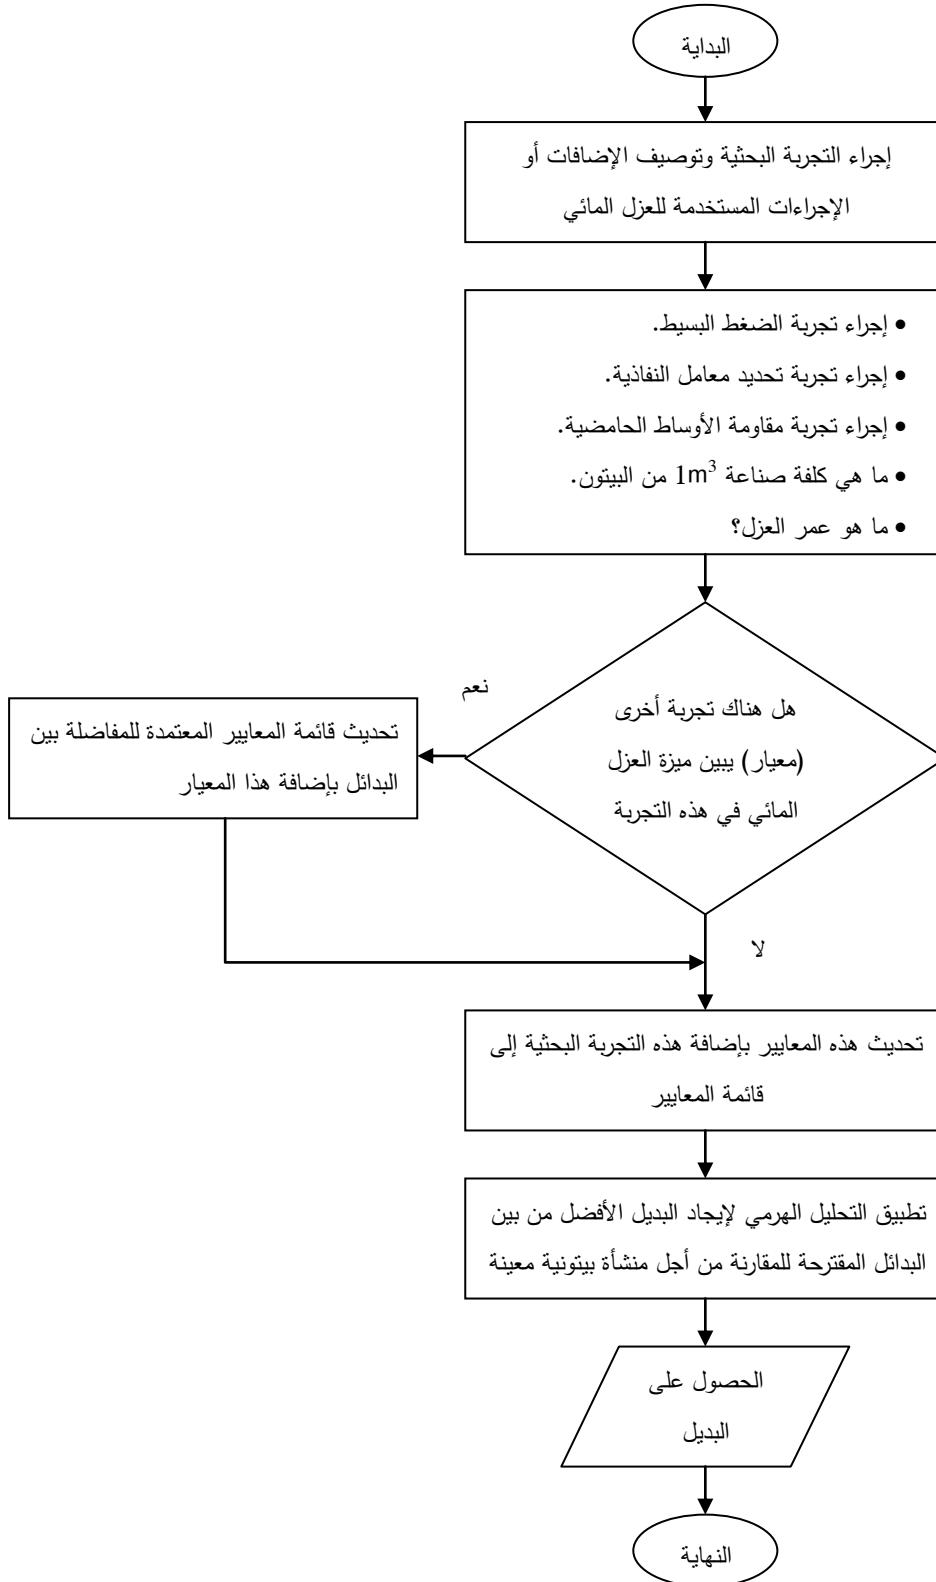 البداية
إجراء التجربة البحثية وتوصيف الإضافات أو
الإجراءات المستخدمة للعزل المائي
• إجراء تجربة الضغط البسيط.
• إجراء تجربة تحديد معامل النفاذية.
• إجراء تجربة مقاومة الأوساط الحامضية.
• ما هي كلفة صناعة 1m³ من البيتون.
• ما هو عمر العزل؟
هل هناك تجربة أخرى
(معيار) يبين ميزة العزل
المائي في هذه التجربة
نعم
تحديث قائمة المعايير المعتمدة للمفاضلة بين
البدائل بإضافة هذا المعيار
لا
تحديث هذه المعايير بإضافة هذه التجربة البحثية إلى
قائمة المعايير
تطبيق التحليل الهرمي لإيجاد البديل الأفضل من بين
البدائل المقترحة للمقارنة من أجل منشأة بيتونية معينة
الحصول على
البديل
النهاية